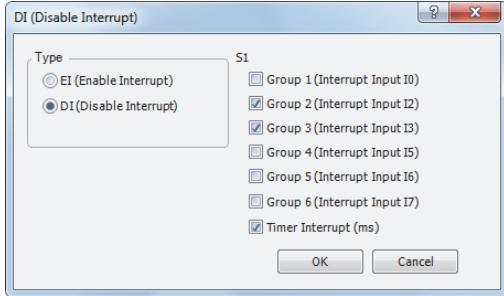 DI (Disable Interrupt)
?
Type
EI (Enable Interrupt)
DI (Disable Interrupt)
S1
Group 1 (Interrupt Input I0)
Group 2 (Interrupt Input I2)
Group 3 (Interrupt Input I3)
Group 4 (Interrupt Input I5)
Group 5 (Interrupt Input I6)
Group 6 (Interrupt Input I7)
Timer Interrupt (ms)
OK Cancel